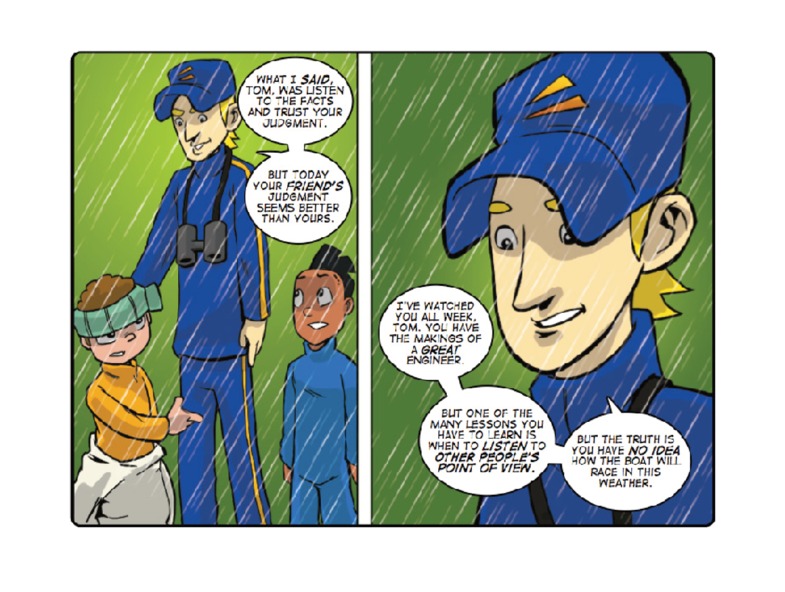 WHAT I SAID,
TOM, WAS LISTEN
TO THE FACTS
AND TRUST YOUR
JUDGMENT.
BUT TODAY
YOUR FRIEND'S
JUDGMENT
SEEMS BETTER
THAN YOURS.
I'VE WATCHED
YOU ALL WEEK,
TOM. YOU HAVE
THE MAKINGS OF
A GREAT
ENGINEER.
BUT ONE OF THE
MANY LESSONS YOU
HAVE TO LEARN IS
WHEN TO LISTEN TO
OTHER PEOPLE'S
POINT OF VIEW.
BUT THE TRUTH IS
YOU HAVE NO IDEA
HOW THE BOAT WILL
RACE IN THIS
WEATHER.